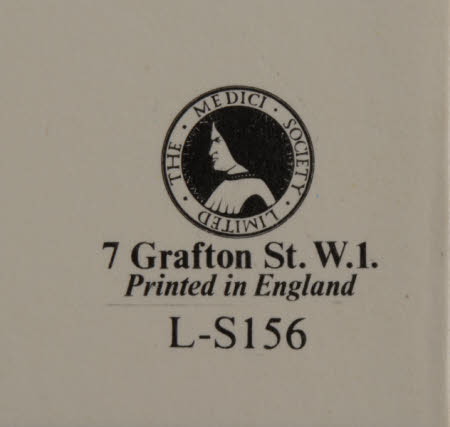 · THE · MEDICI · SOCIETY · LIMITED
7 Grafton St. W.1.
Printed in England
L-S156